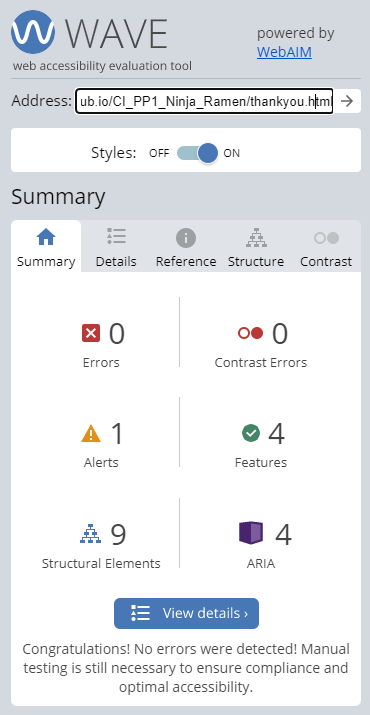 WAVE
web accessibility evaluation tool
powered by
WebAIM
Address: ub.io/CI_PP1_Ninja_Ramen/thankyou.html
Styles: OFF ON
Summary
Summary Details Reference Structure Contrast
0
Errors
0
Contrast Errors
1
Alerts
4
Features
9
Structural Elements
4
ARIA
View details ›
Congratulations! No errors were detected! Manual
testing is still necessary to ensure compliance and
optimal accessibility.